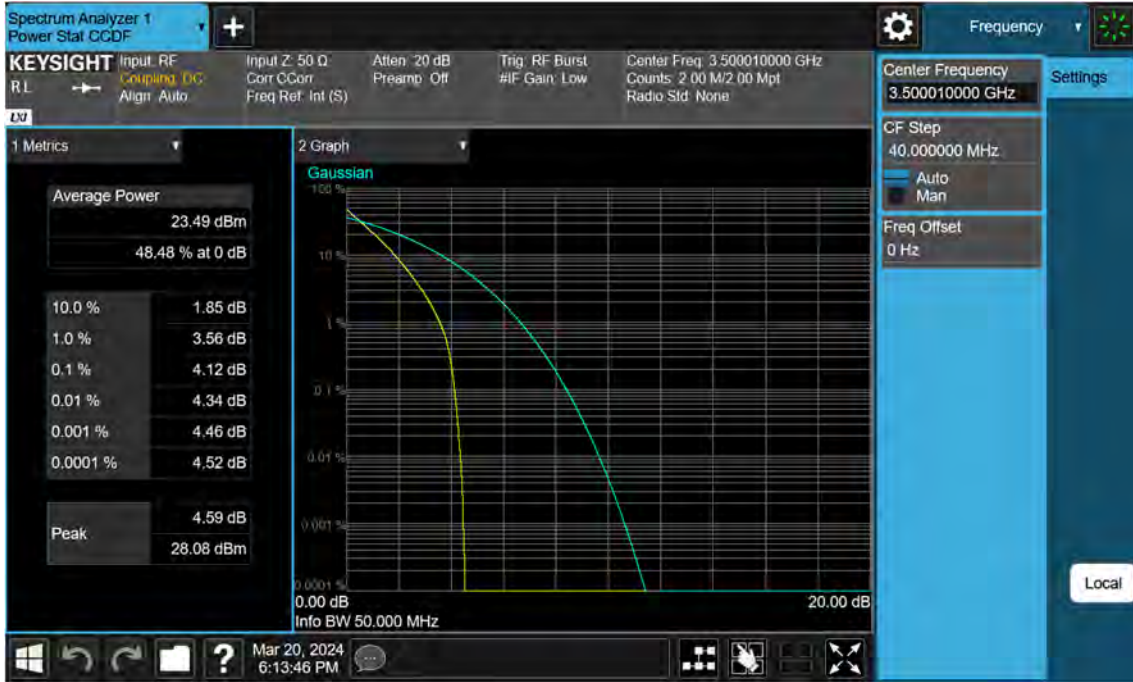 Spectrum Analyzer 1
Power Stat CCDF
Frequency
KEYSIGHT
R L
LXI
Input: RF
Coupling: DC
Align: Auto
Input Z: 50 Ω
Corr CCorr
Freq Ref: Int (S)
Atten: 20 dB
Preamp: Off
Trig: RF Burst
#IF Gain: Low
Center Freq: 3.500010000 GHz
Counts: 2.00 M/2.00 Mpt
Radio Std: None
Center Frequency
3.500010000 GHz
Settings
CF Step
40.000000 MHz
Auto
Man
Freq Offset
0 Hz
1 Metrics
Average Power
23.49 dBm
48.48 % at 0 dB
10.0 % 1.85 dB
1.0 % 3.56 dB
0.1 % 4.12 dB
0.01 % 4.34 dB
0.001 % 4.46 dB
0.0001 % 4.52 dB
Peak
4.59 dB
28.08 dBm
2 Graph
Gaussian
100 %
10 %
1 %
0.1 %
0.01 %
0.001 %
0.0001 %
0.00 dB
20.00 dB
Info BW 50.000 MHz
Local
?
Mar 20, 2024
6:13:46 PM